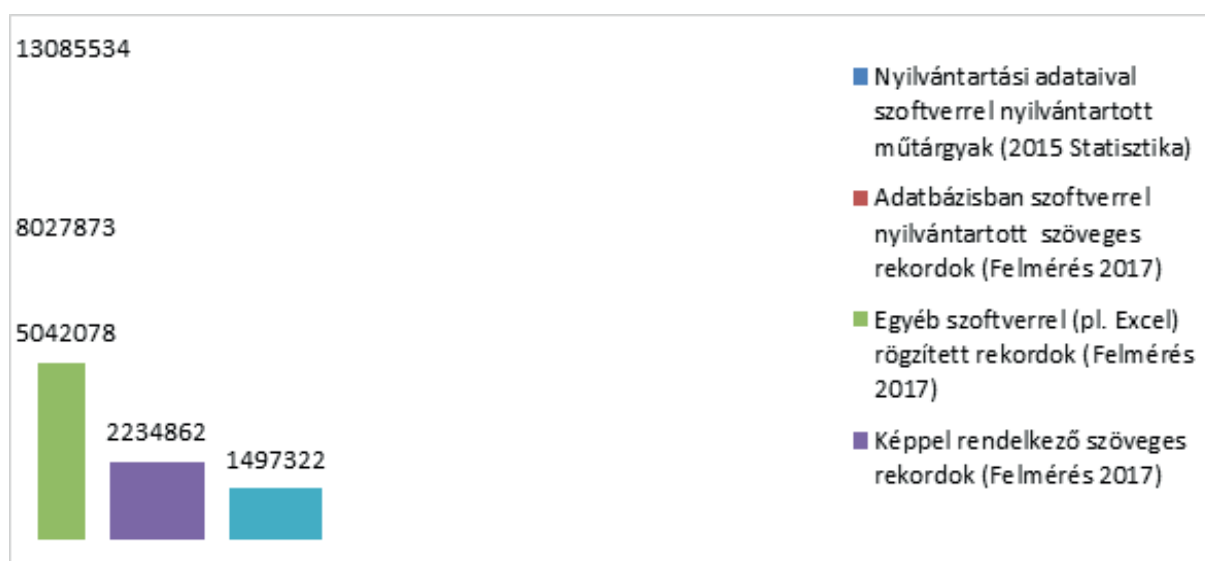 13085534
8027873
5042078
2234862
1497322
Nyilvántartási adataival
szoftverrel nyilvántartott
műtárgyak (2015 Statisztika)
Adatbázisban szoftverrel
nyilvántartott szöveges
rekordok (Felmérés 2017)
Egyéb szoftverrel (pl. Excel)
rögzített rekordok (Felmérés
2017)
Képpel rendelkező szöveges
rekordok (Felmérés 2017)